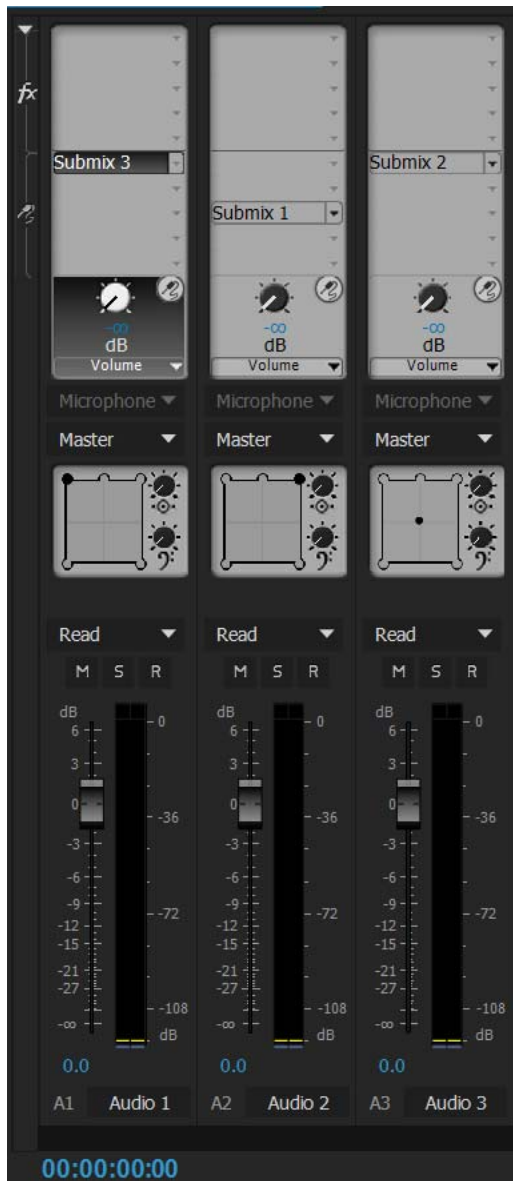 fx
Submix 3
Submix 2
Submix 1
-∞ -∞ -∞
dB dB dB
Volume Volume Volume
Microphone Microphone Microphone
Master Master Master
Read Read Read
M S R M S R M S R
dB dB dB
6 0 6 0 6 0
3 3 3
0 -36 0 -36 0 -36
-3 -3 -3
-6 -6 -6
-9 -72 -9 -72 -9 -72
-12 -12 -12
-15 -15 -15
-21 -21 -21
-27 -27 -27
-108 -108 -108
-∞ dB -∞ dB -∞ dB
0.0 0.0 0.0
A1 Audio 1 A2 Audio 2 A3 Audio 3
00:00:00:00